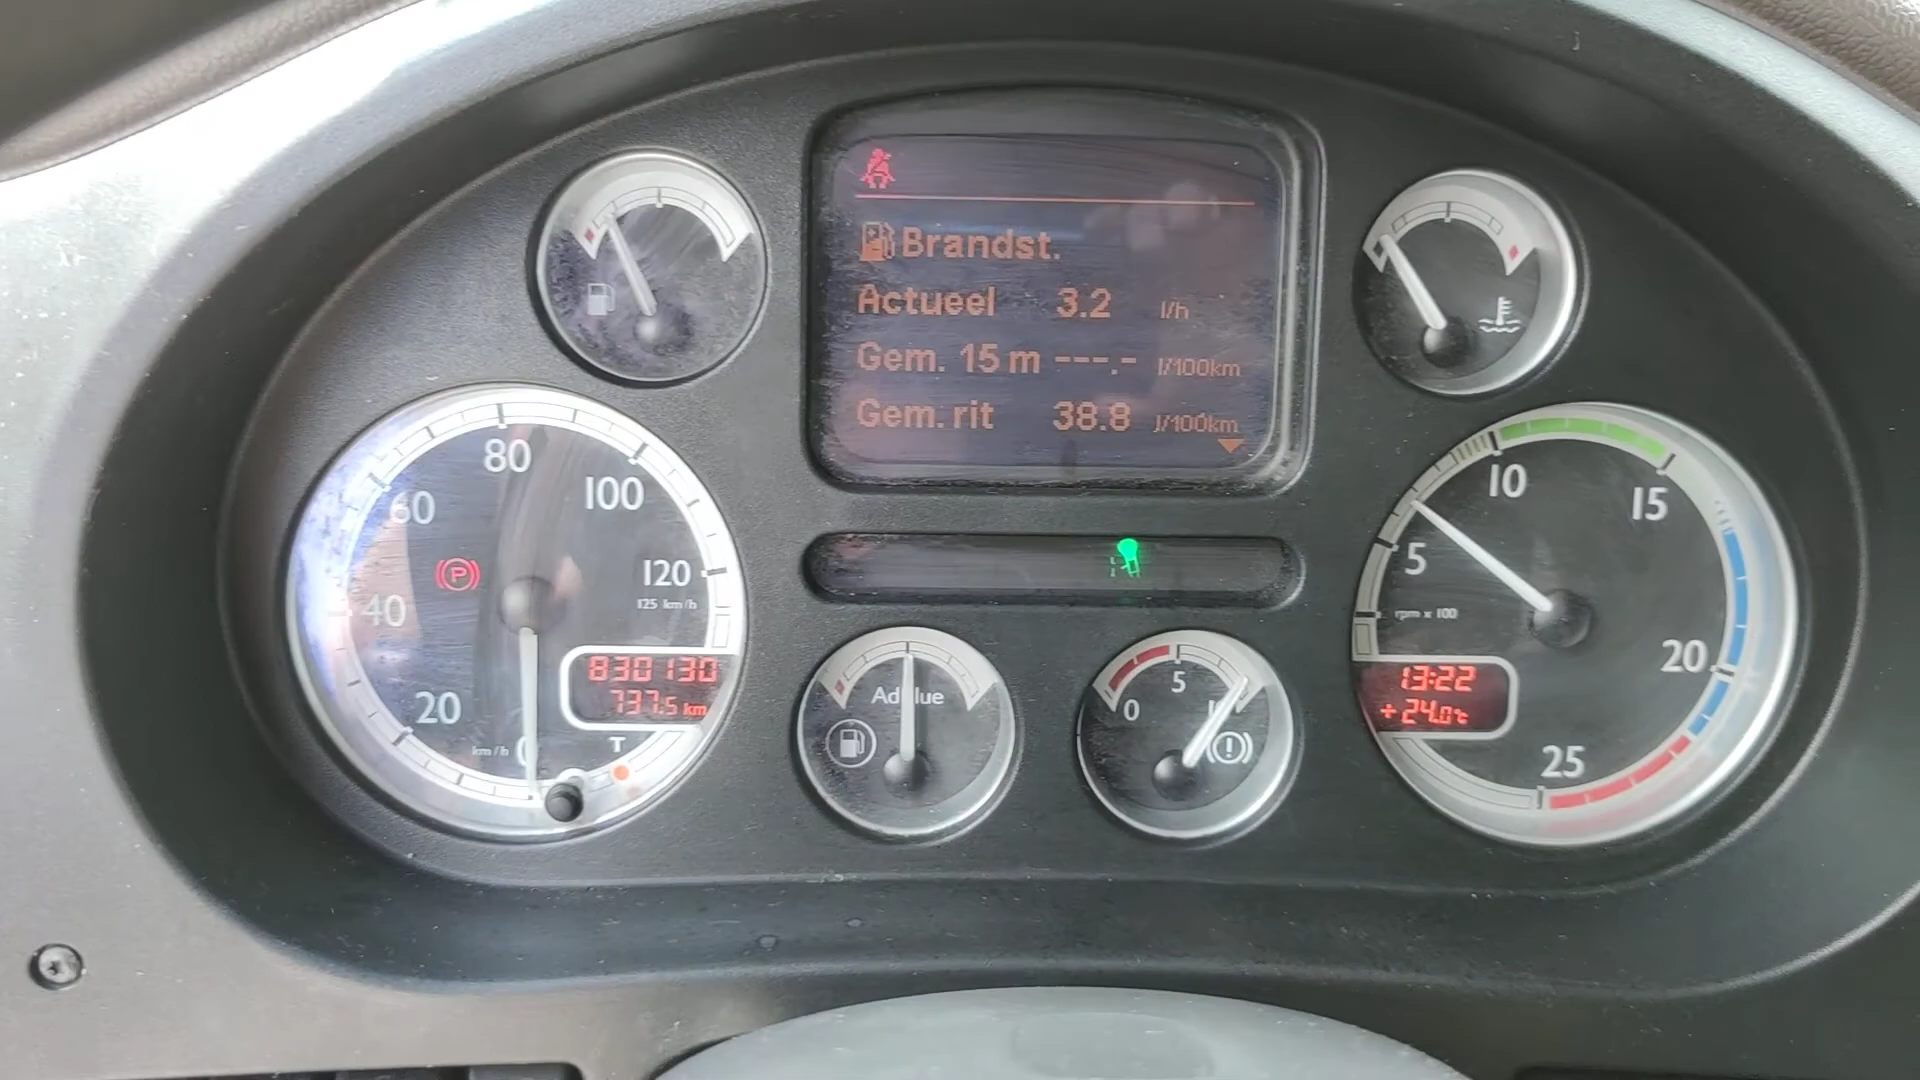 Brandst.
Actueel 3.2 l/h
Gem. 15 m ---.- l/100km
Gem. rit 38.8 l/100km
80
60
100
120
125 km/h
40
20
km/h 0
830130
737.5 km
T
AdBlue
0 5
10
15
5
rpm x 100
20
25
13:22
+24.0°C